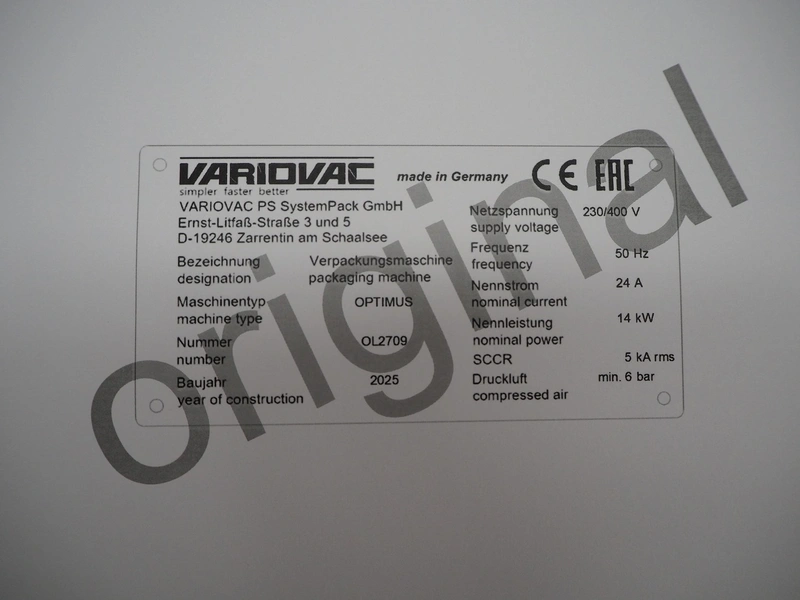 VARIOVAC
simpler faster better
made in Germany
CE EAC
VARIOVAC PS SystemPack GmbH
Ernst-Litfaß-Straße 3 und 5
D-19246 Zarrentin am Schaalsee
Bezeichnung Verpackungsmaschine
designation packaging machine
Maschinentyp OPTIMUS
machine type
Nummer OL2709
number
Baujahr 2025
year of construction
Netzspannung 230/400 V
supply voltage
Frequenz 50 Hz
frequency
Nennstrom 24 A
nominal current
Nennleistung 14 kW
nominal power
SCCR 5 kA rms
Druckluft min. 6 bar
compressed air
original